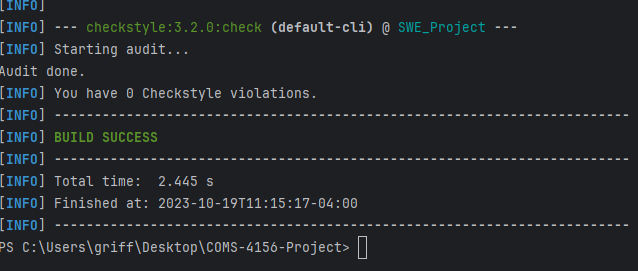 [INFO]
[INFO] --- checkstyle:3.2.0:check (default-cli) @ SWE_Project ---
[INFO] Starting audit...
Audit done.
[INFO] You have 0 Checkstyle violations.
[INFO] ------------------------------------------------------------------------
[INFO] BUILD SUCCESS
[INFO] ------------------------------------------------------------------------
[INFO] Total time:  2.445 s
[INFO] Finished at: 2023-10-19T11:15:17-04:00
[INFO] ------------------------------------------------------------------------
PS C:\Users\griff\Desktop\COMS-4156-Project>